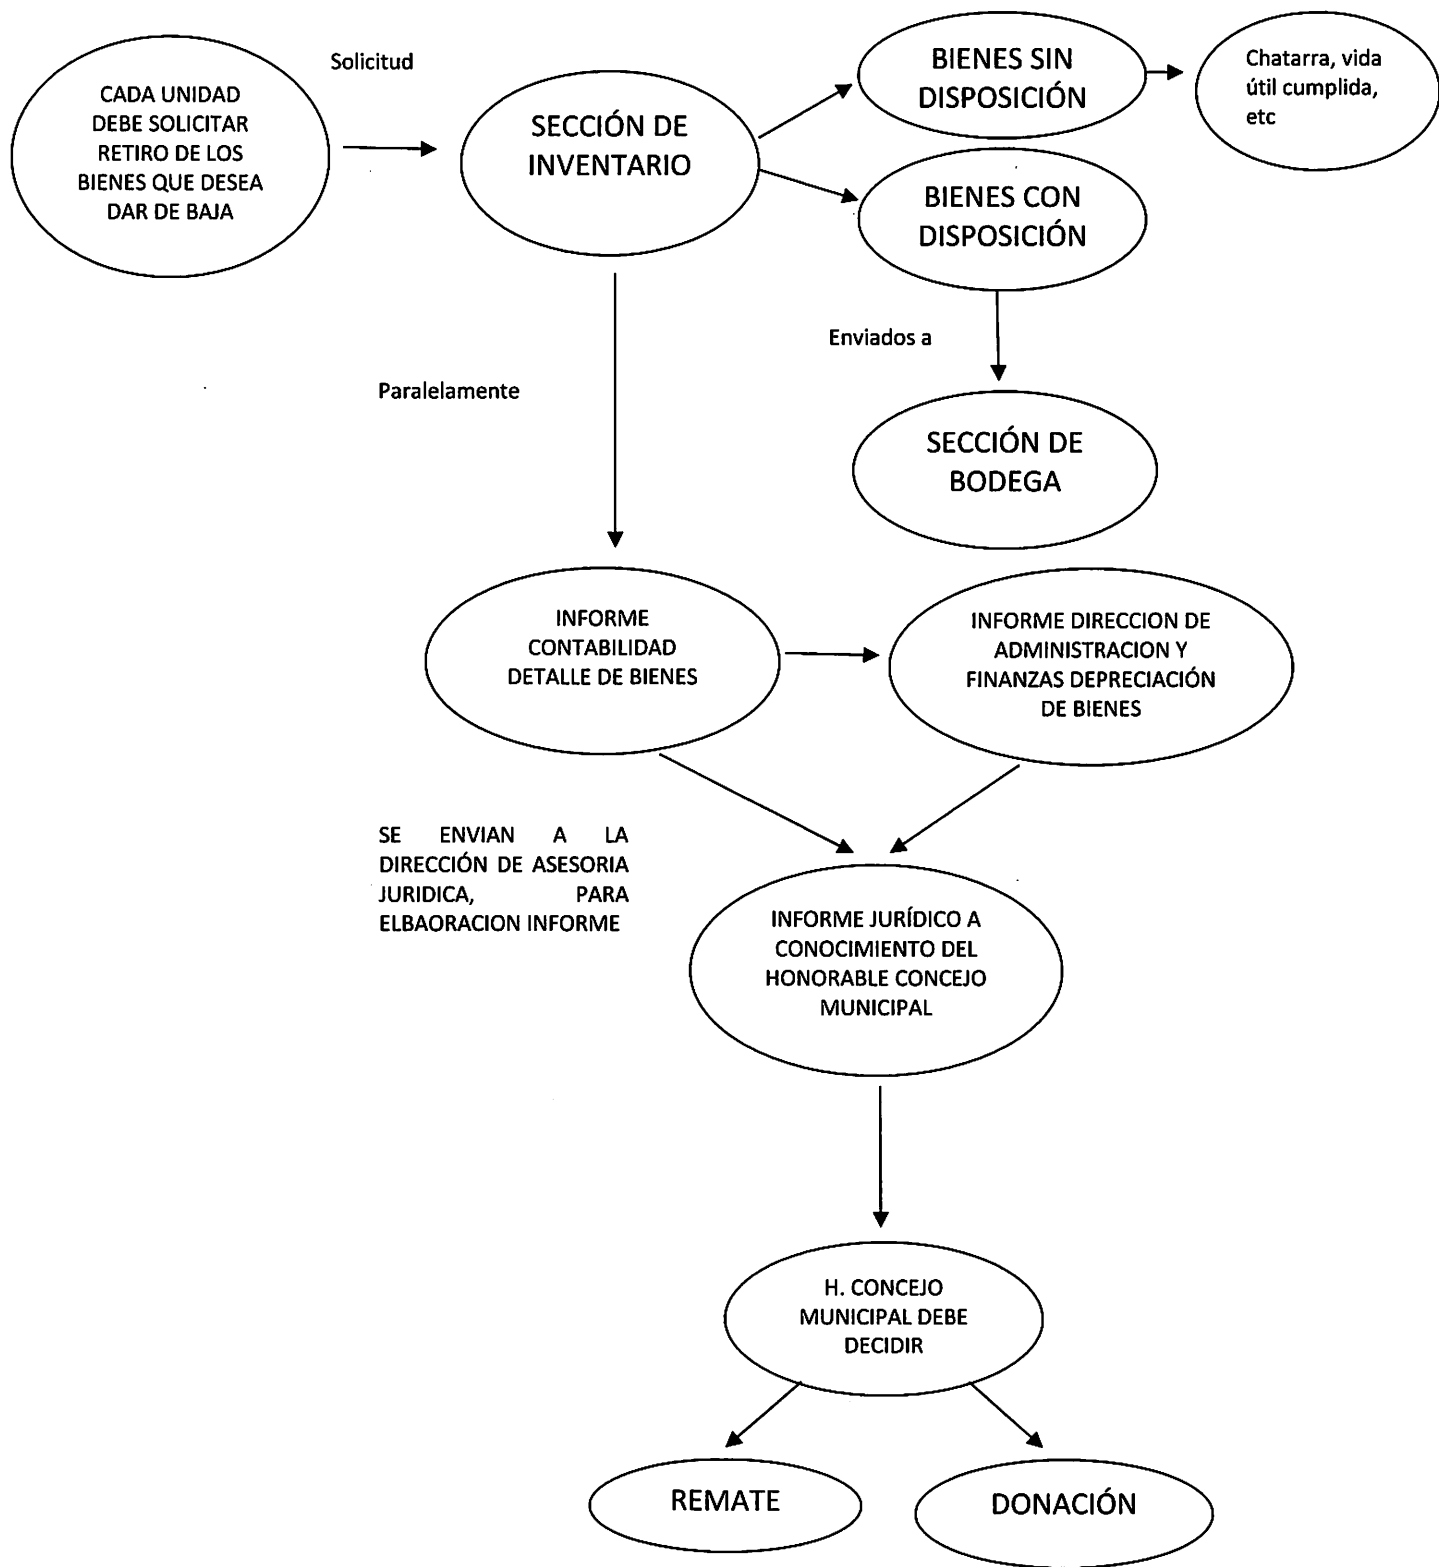 Solicitud
CADA UNIDAD
DEBE SOLICITAR
RETIRO DE LOS
BIENES QUE DESEA
DAR DE BAJA
SECCIÓN DE
INVENTARIO
BIENES SIN
DISPOSICIÓN
Chatarra, vida
útil cumplida,
etc
BIENES CON
DISPOSICIÓN
Enviados a
Paralelamente
SECCIÓN DE
BODEGA
INFORME
CONTABILIDAD
DETALLE DE BIENES
INFORME DIRECCION DE
ADMINISTRACION Y
FINANZAS DEPRECIACIÓN
DE BIENES
SE ENVIAN A LA
DIRECCIÓN DE ASESORIA
JURIDICA, PARA
ELBAORACION INFORME
INFORME JURÍDICO A
CONOCIMIENTO DEL
HONORABLE CONCEJO
MUNICIPAL
H. CONCEJO
MUNICIPAL DEBE
DECIDIR
REMATE
DONACIÓN